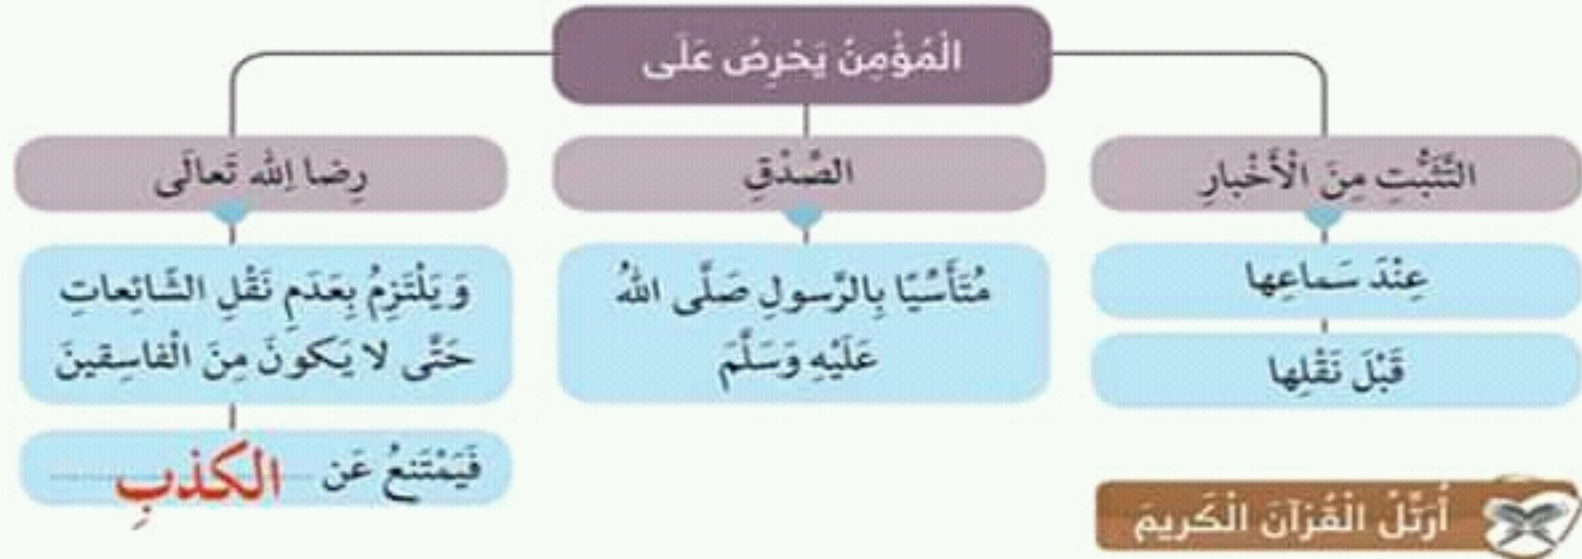 الْمُؤْمِنُ يَحْرِصُ عَلَى
التَّثَبُّتِ مِنَ الْأَخْبارِ
عِنْدَ سَماعِها
قَبْلَ نَقْلِها
الصِّدْقِ
مُتَأَسِّيًا بِالرَّسولِ صَلَّى اللهُ
عَلَيْهِ وَسَلَّمَ
رِضا اللهِ تَعالَى
وَ يَلْتَزِمُ بِعَدَمِ نَقْلِ الشّائِعاتِ
حَتَّى لا يَكونَ مِنَ الْفاسِقينَ
فَيَمْتَنِعُ عَن الكذبِ
أُرَتِّلُ الْقُرْآنَ الْكَريمَ